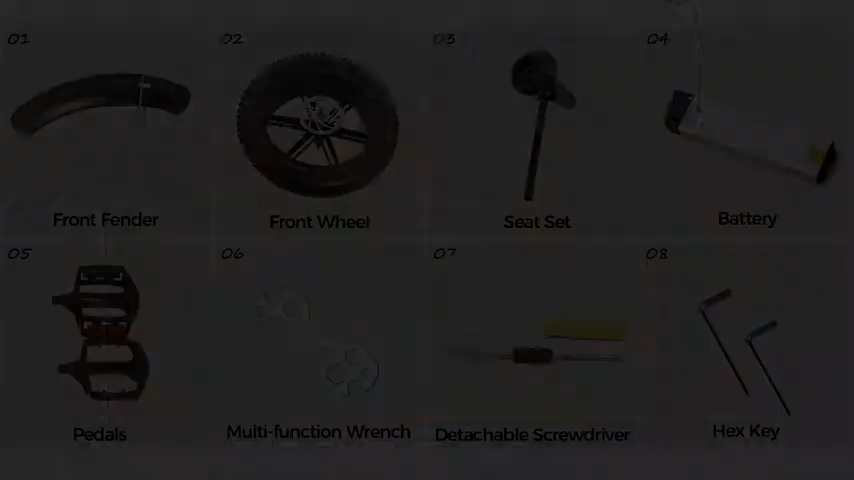 01
02
03
04
Front Fender
Front Wheel
Seat Set
Battery
05
06
07
08
Pedals
Multi-function Wrench
Detachable Screwdriver
Hex Key